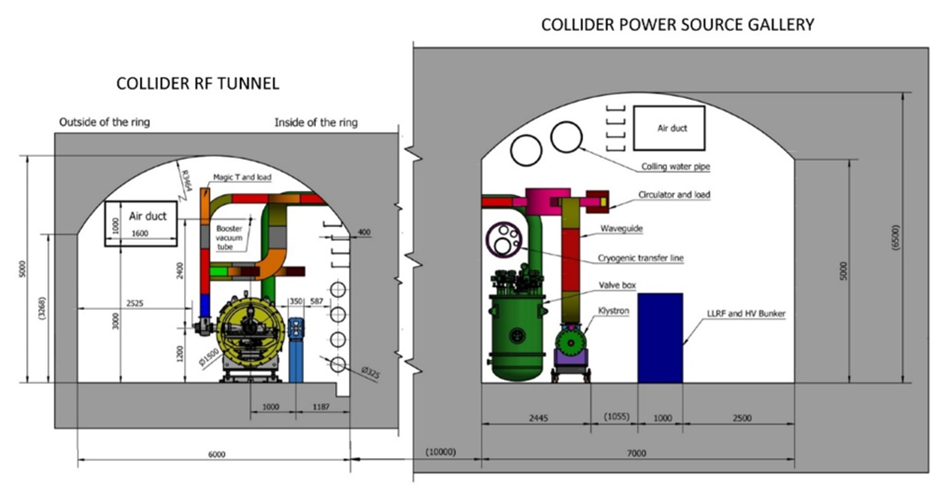 COLLIDER POWER SOURCE GALLERY
COLLIDER RF TUNNEL
Outside of the ring
Inside of the ring
Magic T and load
R3464
Air duct
1000
1600
Booster
vacuum
tube
400
2400
5000
(3268)
2525
3000
350
587
1200
Ø1500
Ø325
1000
1187
6000
(10000)
Air duct
Colling water pipe
Circulator and load
Waveguide
Cryogenic transfer line
Valve box
Klystron
LLRF and HV Bunker
5000
(6500)
2445
(1055)
1000
2500
7000